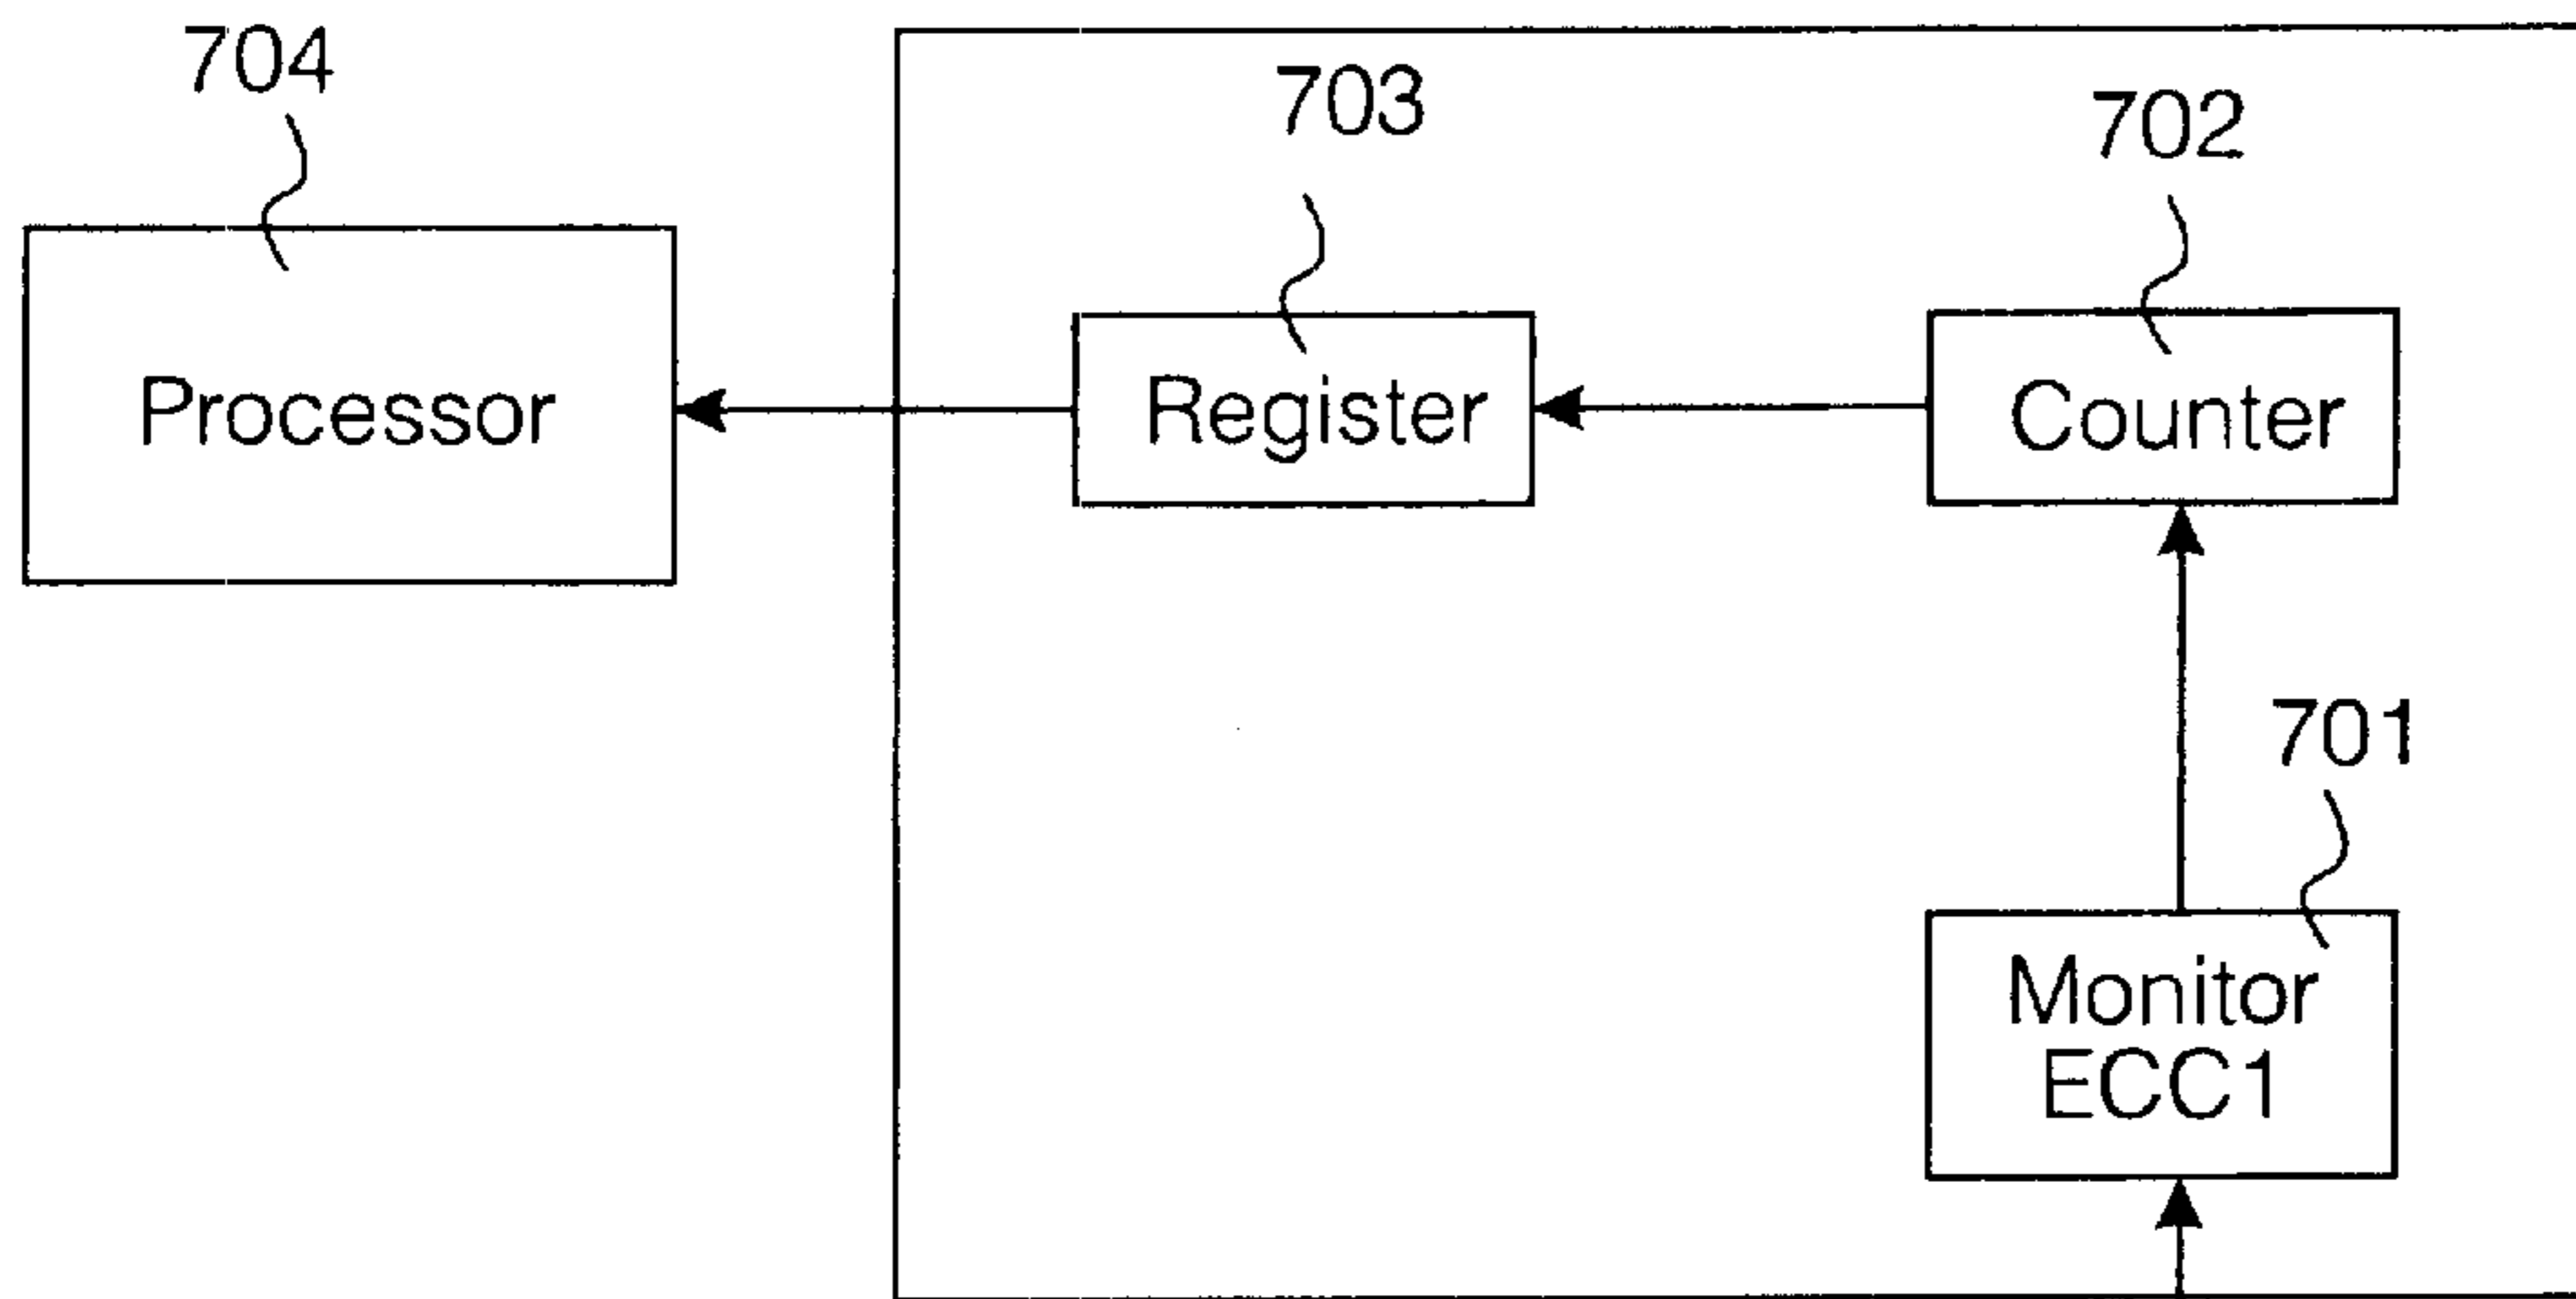 704
703
702
Processor
Register
Counter
701
Monitor
ECC1